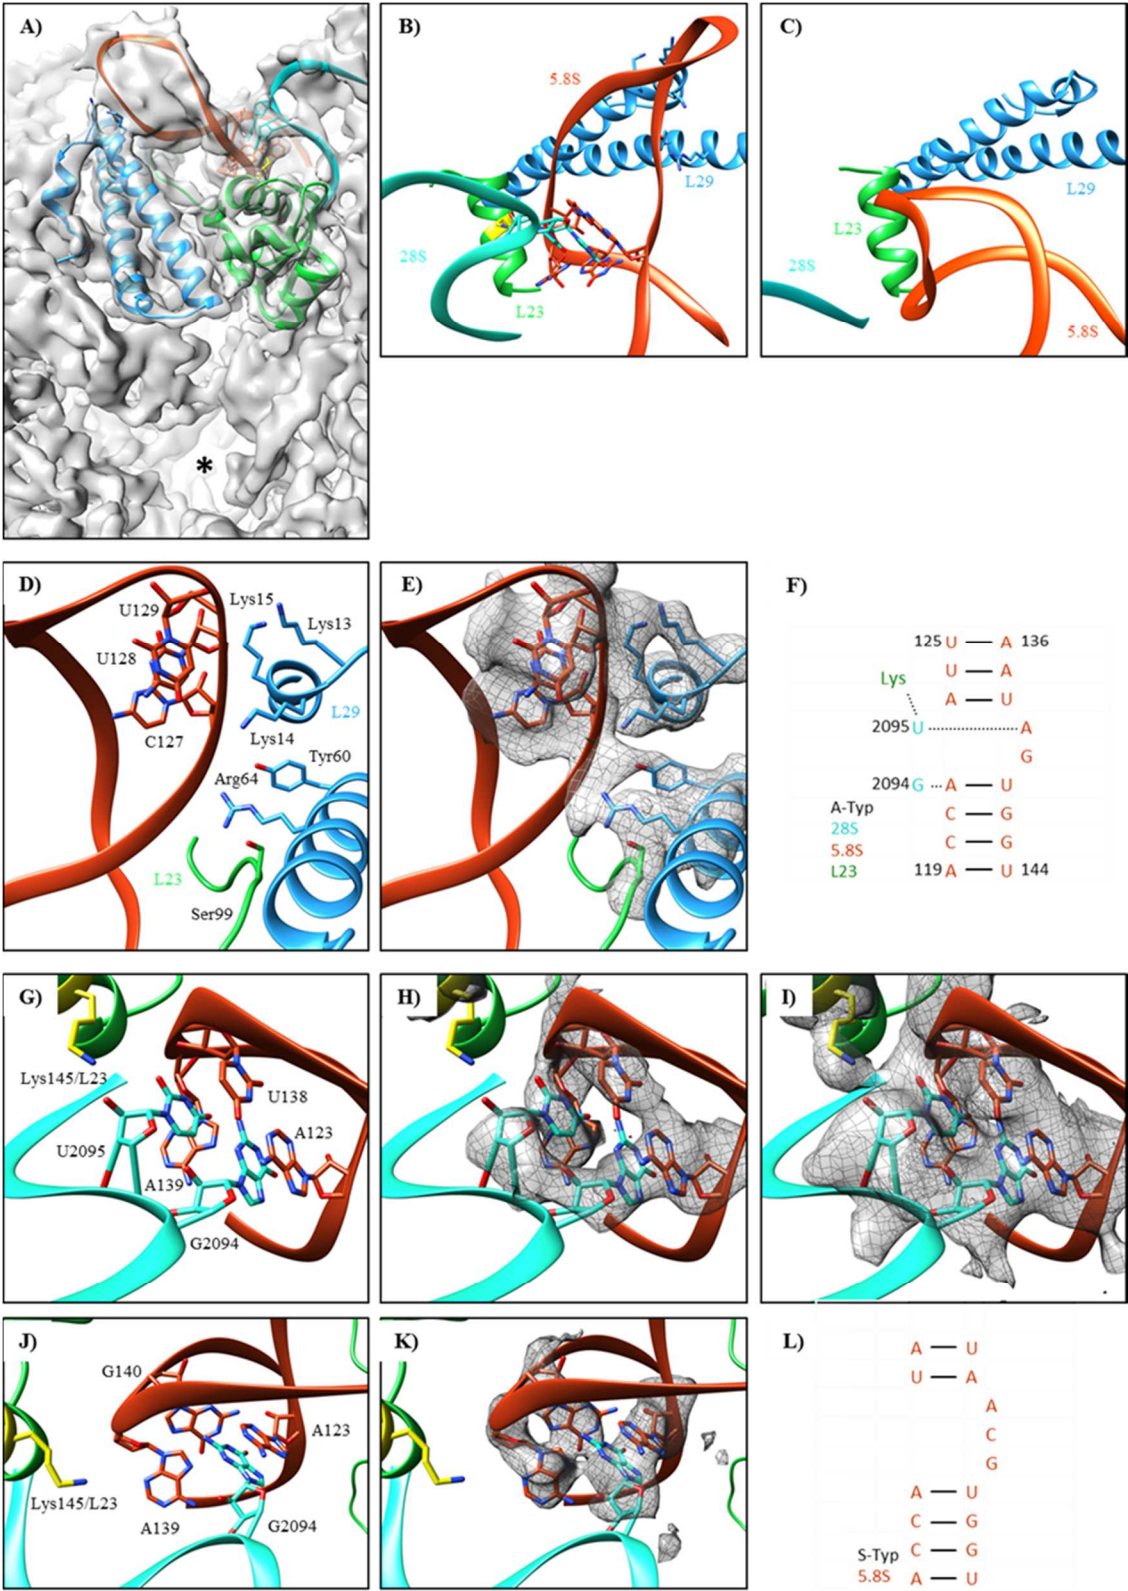 A)
*
B)
5.8S
L29
28S
L23
C)
L29
L23
28S
5.8S
D)
U129
Lys15
Lys13
U128
L29
C127
Lys14
Tyr60
Arg64
L23
Ser99
E)
F)
125 U — A 136
U — A
Lys A — U
2095 U A
G
2094 G A — U
A-Typ C — G
28S
5.8S C — G
L23 119 A — U 144
G)
Lys145/L23
U138
A123
U2095
A139
G2094
H)
I)
J)
G140
A123
Lys145/L23
A139
G2094
K)
L)
A — U
U — A
A
C
G
A — U
C — G
S-Typ C — G
5.8S A — U